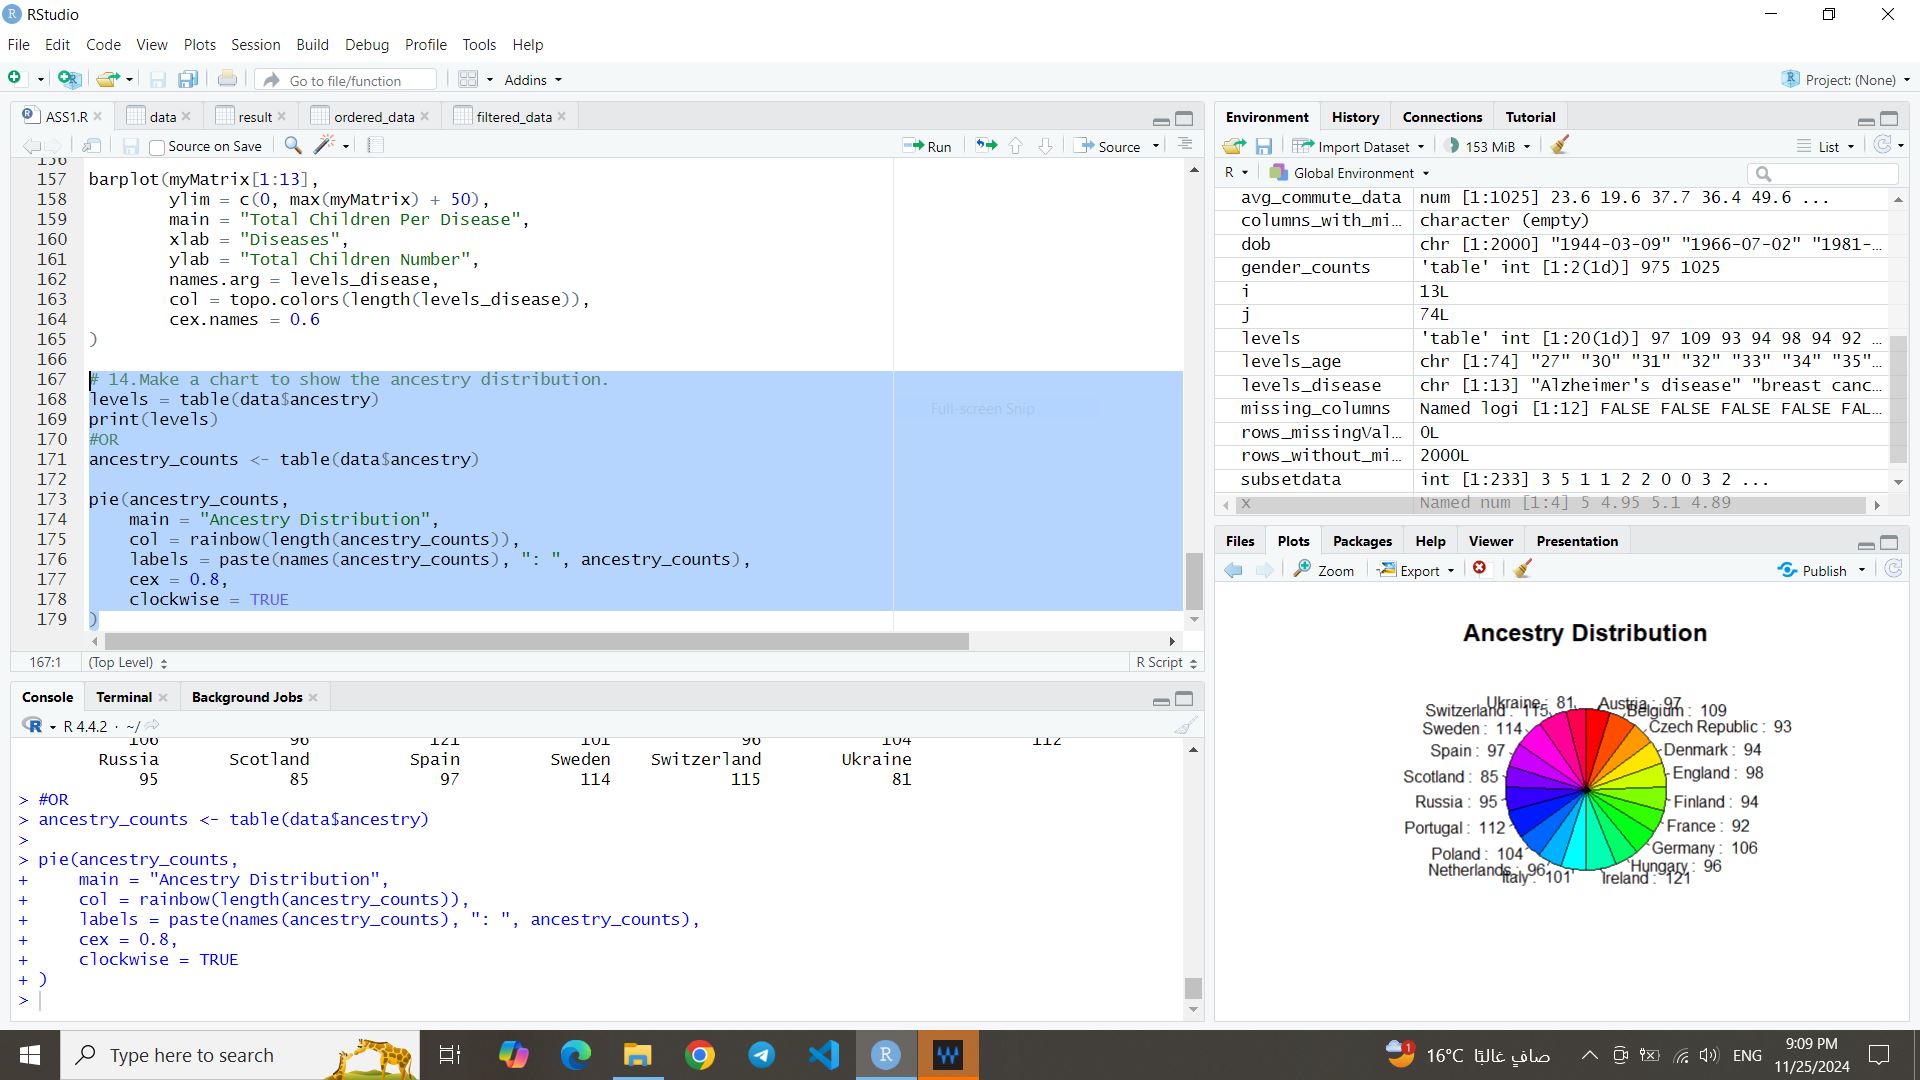 RStudio
File Edit Code View Plots Session Build Debug Profile Tools Help
Go to file/function Addins Project: (None)
ASS1.R data result ordered_data filtered_data
Source on Save Run Source
156
157 barplot(myMatrix[1:13],
158 ylim = c(0, max(myMatrix) + 50),
159 main = "Total Children Per Disease",
160 xlab = "Diseases",
161 ylab = "Total Children Number",
162 names.arg = levels_disease,
163 col = topo.colors(length(levels_disease)),
164 cex.names = 0.6
165 )
166
167 # 14.Make a chart to show the ancestry distribution.
168 levels = table(data$ancestry)
Full-screen Snip
169 print(levels)
170 #OR
171 ancestry_counts <- table(data$ancestry)
172
173 pie(ancestry_counts,
174 main = "Ancestry Distribution",
175 col = rainbow(length(ancestry_counts)),
176 labels = paste(names(ancestry_counts), ": ", ancestry_counts),
177 cex = 0.8,
178 clockwise = TRUE
179 )
167:1 (Top Level) R Script
Console Terminal Background Jobs
R R 4.4.2 · ~/
106 96 121 101 96 104 112
Russia Scotland Spain Sweden Switzerland Ukraine
95 85 97 114 115 81
> #OR
> ancestry_counts <- table(data$ancestry)
>
> pie(ancestry_counts,
+ main = "Ancestry Distribution",
+ col = rainbow(length(ancestry_counts)),
+ labels = paste(names(ancestry_counts), ": ", ancestry_counts),
+ cex = 0.8,
+ clockwise = TRUE
+ )
>
Environment History Connections Tutorial
Import Dataset 153 MiB List
R Global Environment
avg_commute_data num [1:1025] 23.6 19.6 37.7 36.4 49.6 ...
columns_with_mi… character (empty)
dob chr [1:2000] "1944-03-09" "1966-07-02" "1981-…
gender_counts 'table' int [1:2(1d)] 975 1025
i 13L
j 74L
levels 'table' int [1:20(1d)] 97 109 93 94 98 94 92 …
levels_age chr [1:74] "27" "30" "31" "32" "33" "34" "35"…
levels_disease chr [1:13] "Alzheimer's disease" "breast canc…
missing_columns Named logi [1:12] FALSE FALSE FALSE FALSE FAL…
rows_missingVal… 0L
rows_without_mi… 2000L
subsetdata int [1:233] 3 5 1 1 2 2 0 0 3 2 ...
x Named num [1:4] 5 4.95 5.1 4.89
Files Plots Packages Help Viewer Presentation
Zoom Export Publish
Ancestry Distribution
Ukraine : 81
Austria : 97
Switzerland : 115
Belgium : 109
Sweden : 114
Czech Republic : 93
Spain : 97
Denmark : 94
Scotland : 85
England : 98
Russia : 95
Finland : 94
Portugal : 112
France : 92
Poland : 104
Germany : 106
Netherlands : 96
Hungary : 96
Italy : 101
Ireland : 121
Type here to search R 1 16°C صافٍ غالبًا ENG 9:09 PM
11/25/2024